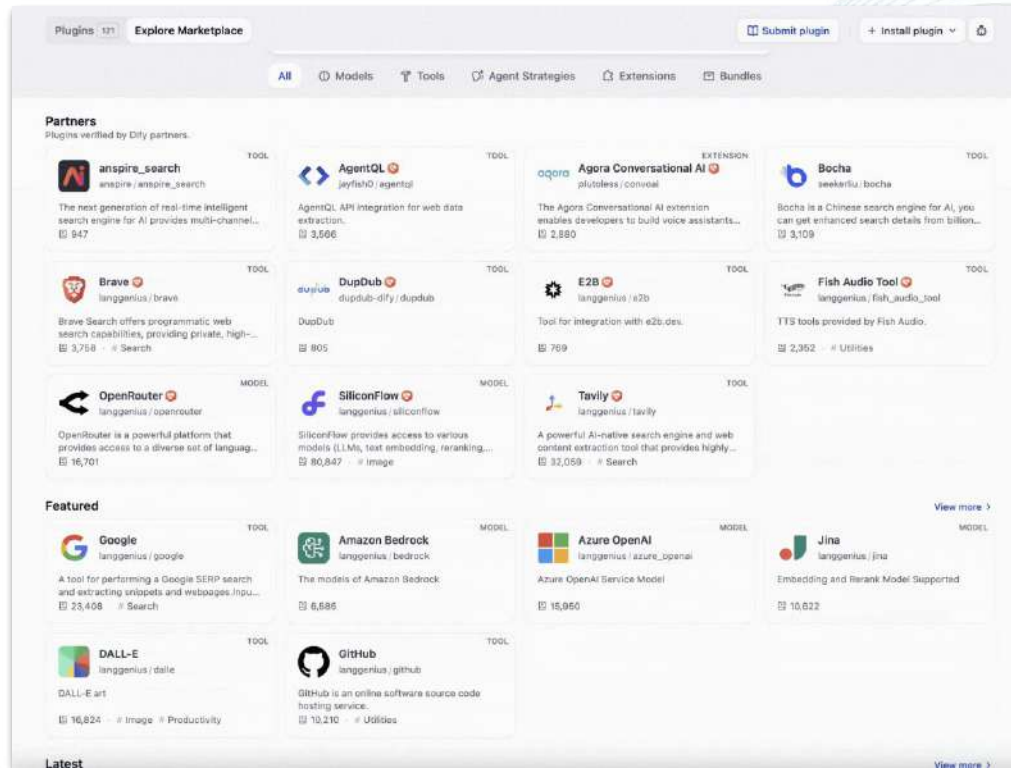 Plugins 121 Explore Marketplace
Submit plugin
+ Install plugin
All Models Tools Agent Strategies Extensions Bundles
Partners
Plugins verified by Dify partners.
TOOL
anspire_search
anspire / anspire_search
The next generation of real-time intelligent
search engine for AI provides multi-channel...
947
TOOL
AgentQL
jayfish0 / agentql
AgentQL API integration for web data
extraction.
3,566
EXTENSION
agora
Agora Conversational AI
plutoless / convoai
The Agora Conversational AI extension
enables developers to build voice assistants...
2,880
TOOL
Bocha
seekerliu / bocha
Bocha is a Chinese search engine for AI, you
can get enhanced search details from billion...
3,109
TOOL
Brave
langgenius / brave
Brave Search offers programmatic web
search capabilities, providing private, high-...
3,758 # Search
TOOL
dupdub
DupDub
dupdub-dify / dupdub
DupDub
805
TOOL
E2B
langgenius / e2b
Tool for integration with e2b.dev.
769
TOOL
Fish Audio Tool
langgenius / fish_audio_tool
TTS tools provided by Fish Audio.
2,352 # Utilities
MODEL
OpenRouter
langgenius / openrouter
OpenRouter is a powerful platform that
provides access to a diverse set of languag...
16,701
MODEL
SiliconFlow
langgenius / siliconflow
SiliconFlow provides access to various
models (LLMs, text embedding, reranking,...
80,847 # Image
TOOL
Tavily
langgenius / tavily
A powerful AI-native search engine and web
content extraction tool that provides highly...
32,059 # Search
Featured
View more >
TOOL
Google
langgenius / google
A tool for performing a Google SERP search
and extracting snippets and webpages.Inpu...
23,408 # Search
MODEL
Amazon Bedrock
langgenius / bedrock
The models of Amazon Bedrock
6,586
MODEL
Azure OpenAI
langgenius / azure_openai
Azure OpenAI Service Model
15,950
MODEL
Jina
langgenius / jina
Embedding and Rerank Model Supported
10,622
TOOL
DALL-E
langgenius / dalle
DALL-E art
16,824 # Image # Productivity
TOOL
GitHub
langgenius / github
GitHub is an online software source code
hosting service.
10,210 # Utilities
Latest
View more >